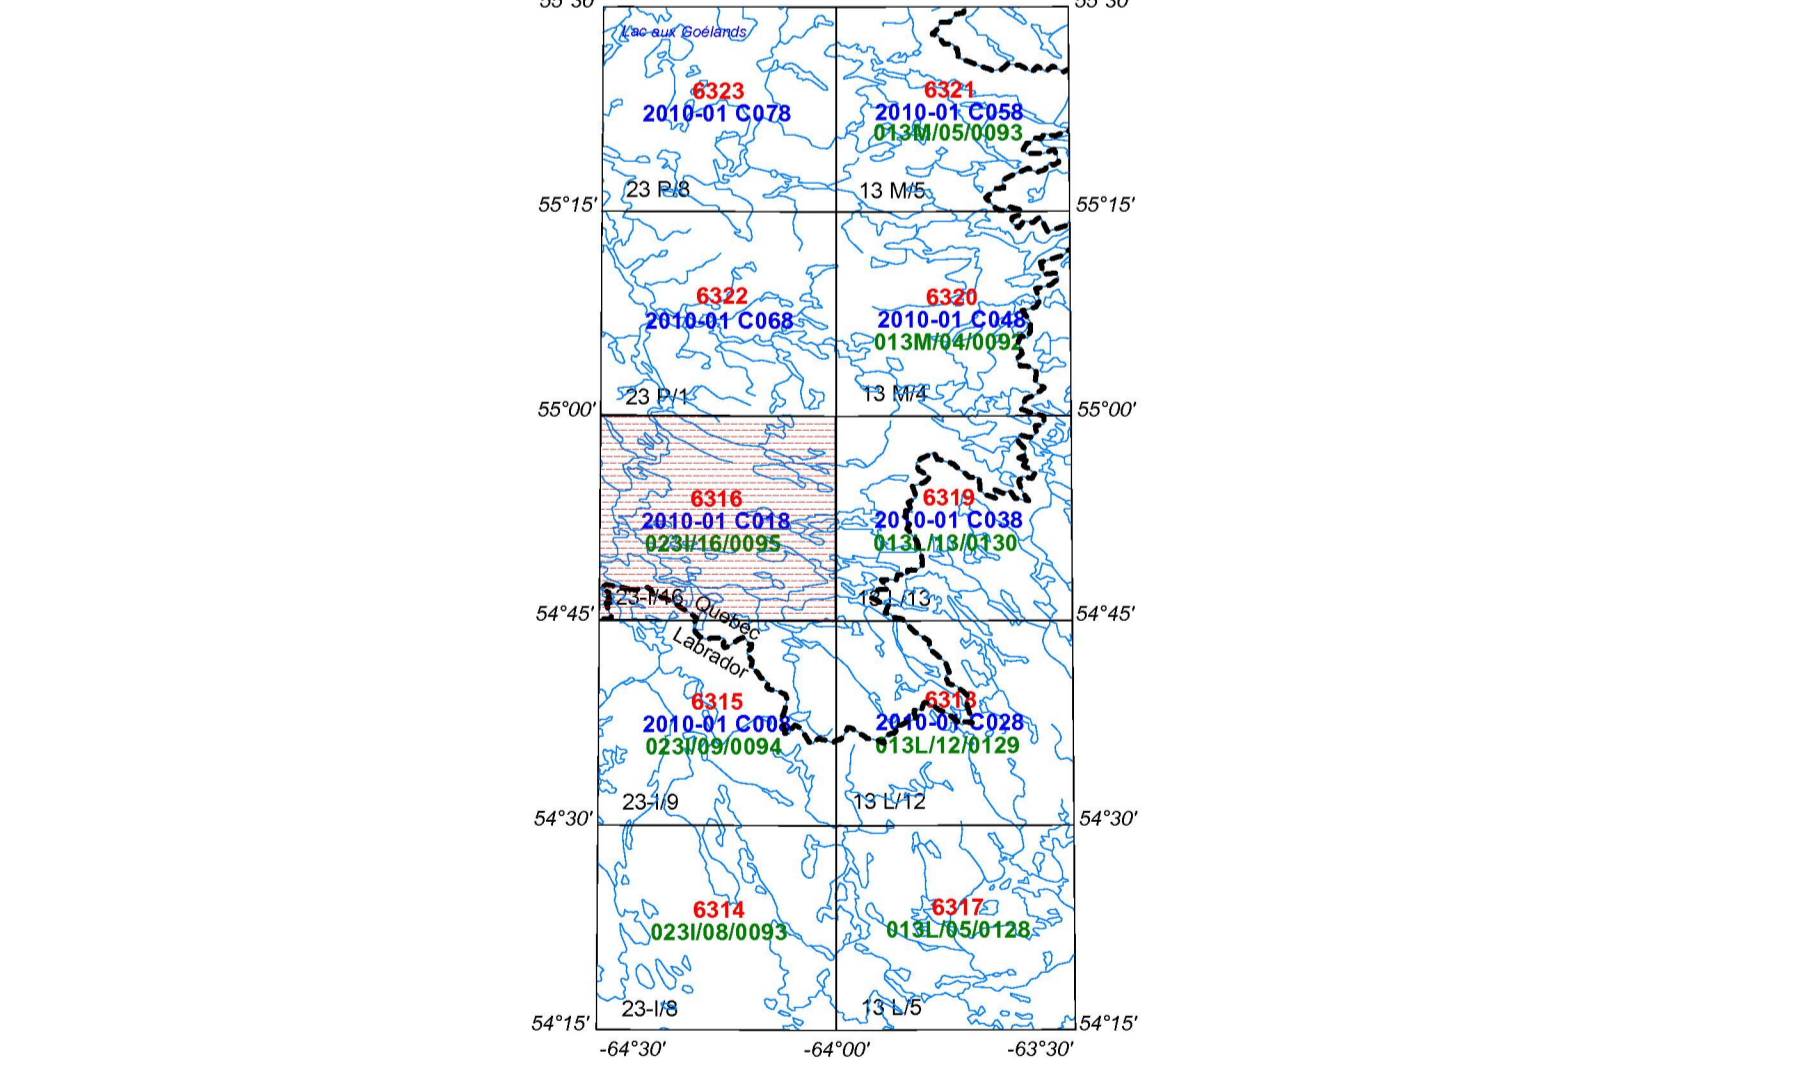 55°30' 55°30'
Lac aux Goélands
6323
2010-01 C078
23 P/8
6321
2010-01 C058
013M/05/0093
13 M/5
55°15' 55°15'
6322
2010-01 C068
23 P/1
6320
2010-01 C048
013M/04/0092
13 M/4
55°00' 55°00'
6316
2010-01 C018
023I/16/0095
23-I/16
6319
2010-01 C038
013L/13/0130
13 L/13
54°45' 54°45'
Quebec
Labrador
6315
2010-01 C008
023I/09/0094
23-I/9
6318
2010-01 C028
013L/12/0129
13 L/12
54°30' 54°30'
6314
023I/08/0093
23-I/8
6317
013L/05/0128
13 L/5
54°15' 54°15'
-64°30' -64°00' -63°30'